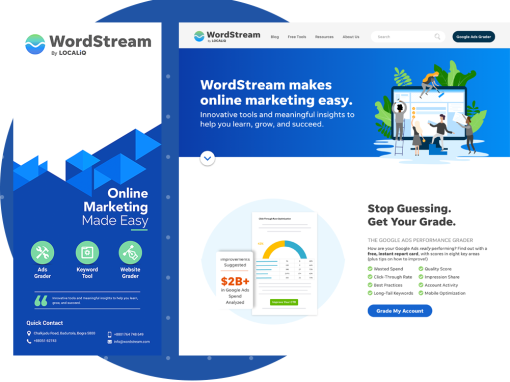 WordStream
By LOCALiQ
Online
Marketing
Made Easy
Ads
Grader
Keyword
Tool
Website
Grader
Innovative tools and meaningful insights to help you learn,
grow, and succeed.
Quick Contact
info@wordstream.com
WordStream
By LOCALiQ
Blog
Free Tools
Resources
About Us
Search
Google Ads Grader
WordStream makes
online marketing easy.
Innovative tools and meaningful insights to
help you learn, grow, and succeed.
Improvements
Suggested
$2B+
in Google Ads
Spend
Analyzed
Stop Guessing.
Get Your Grade.
THE GOOGLE ADS PERFORMANCE GRADER
How are your Google Ads really performing? Find out with a
free, instant report card, with scores in eight key areas
(plus tips on how to improve!)
Wasted Spend
Quality Score
Click-Through Rate
Impression Share
Best Practices
Account Activity
Long-Tail Keywords
Mobile Optimization
Grade My Account